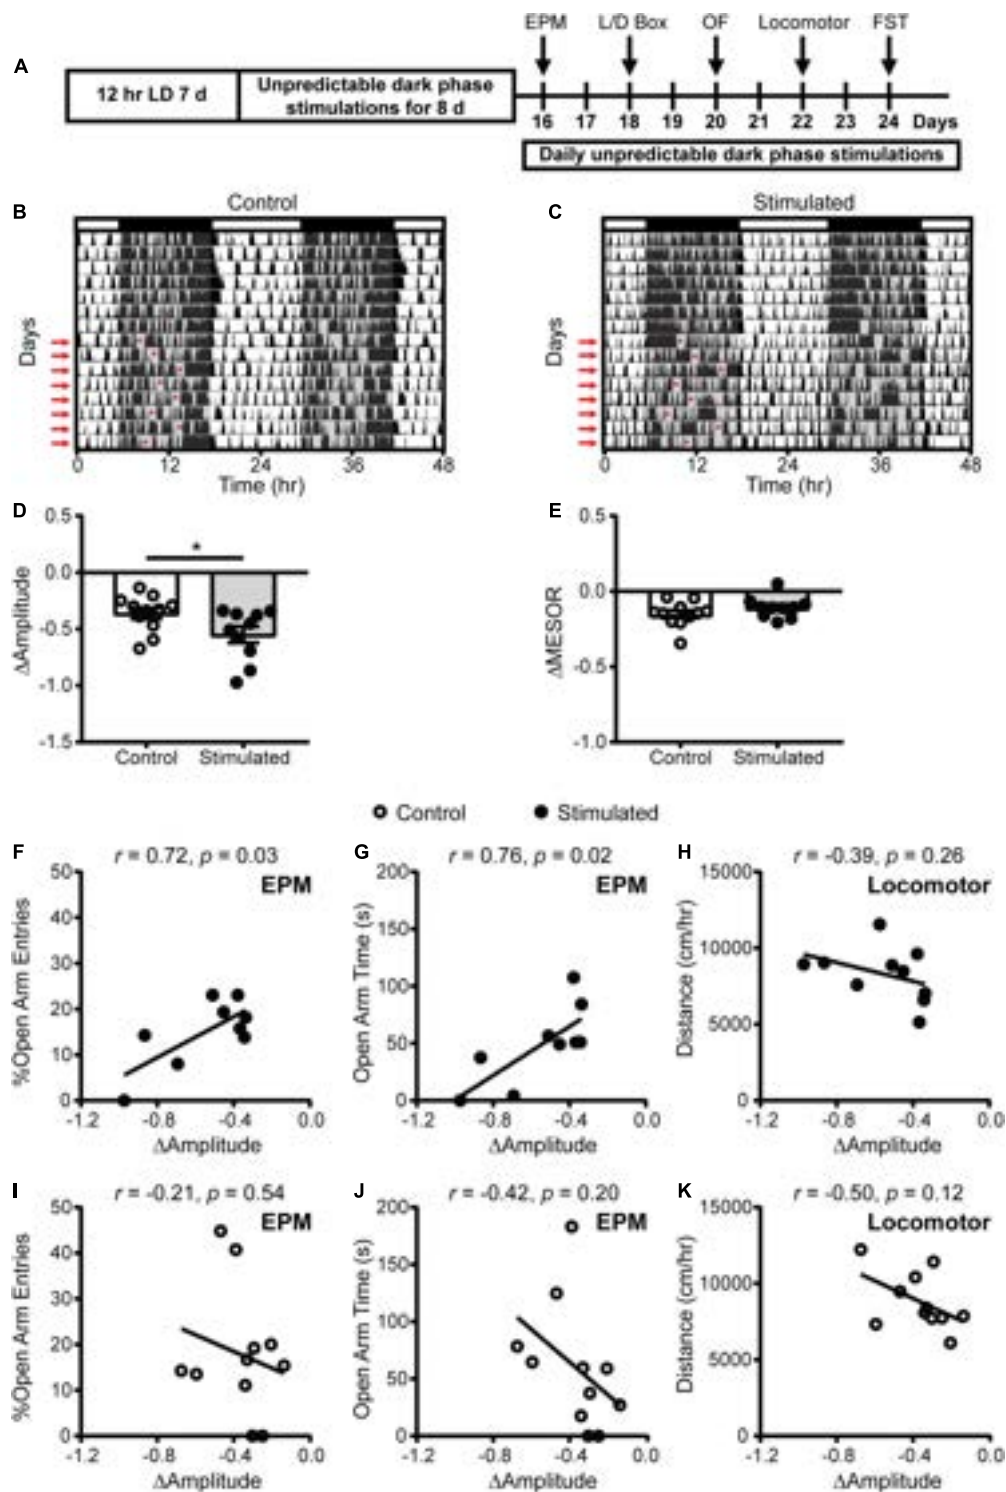 EPM L/D Box OF Locomotor FST
A
12 hr LD 7 d
Unpredictable dark phase
stimulations for 8 d
16 17 18 19 20 21 22 23 24 Days
Daily unpredictable dark phase stimulations
B
Control
Days
0 12 24 36 48
Time (hr)
C
Stimulated
Days
0 12 24 36 48
Time (hr)
D
ΔAmplitude
0.5
*
0.0
-0.5
-1.0
-1.5
Control Stimulated
E
ΔMESOR
0.5
0.0
-0.5
-1.0
Control Stimulated
Control Stimulated
F
r = 0.72, p = 0.03
EPM
%Open Arm Entries
50
40
30
20
10
0
-1.2 -0.8 -0.4 0.0
ΔAmplitude
G
r = 0.76, p = 0.02
EPM
Open Arm Time (s)
200
150
100
50
0
-1.2 -0.8 -0.4 0.0
ΔAmplitude
H
r = -0.39, p = 0.26
Locomotor
Distance (cm/hr)
15000
10000
5000
0
-1.2 -0.8 -0.4 0.0
ΔAmplitude
I
r = -0.21, p = 0.54
EPM
%Open Arm Entries
50
40
30
20
10
0
-1.2 -0.8 -0.4 0.0
ΔAmplitude
J
r = -0.42, p = 0.20
EPM
Open Arm Time (s)
200
150
100
50
0
-1.2 -0.8 -0.4 0.0
ΔAmplitude
K
r = -0.50, p = 0.12
Locomotor
Distance (cm/hr)
15000
10000
5000
0
-1.2 -0.8 -0.4 0.0
ΔAmplitude